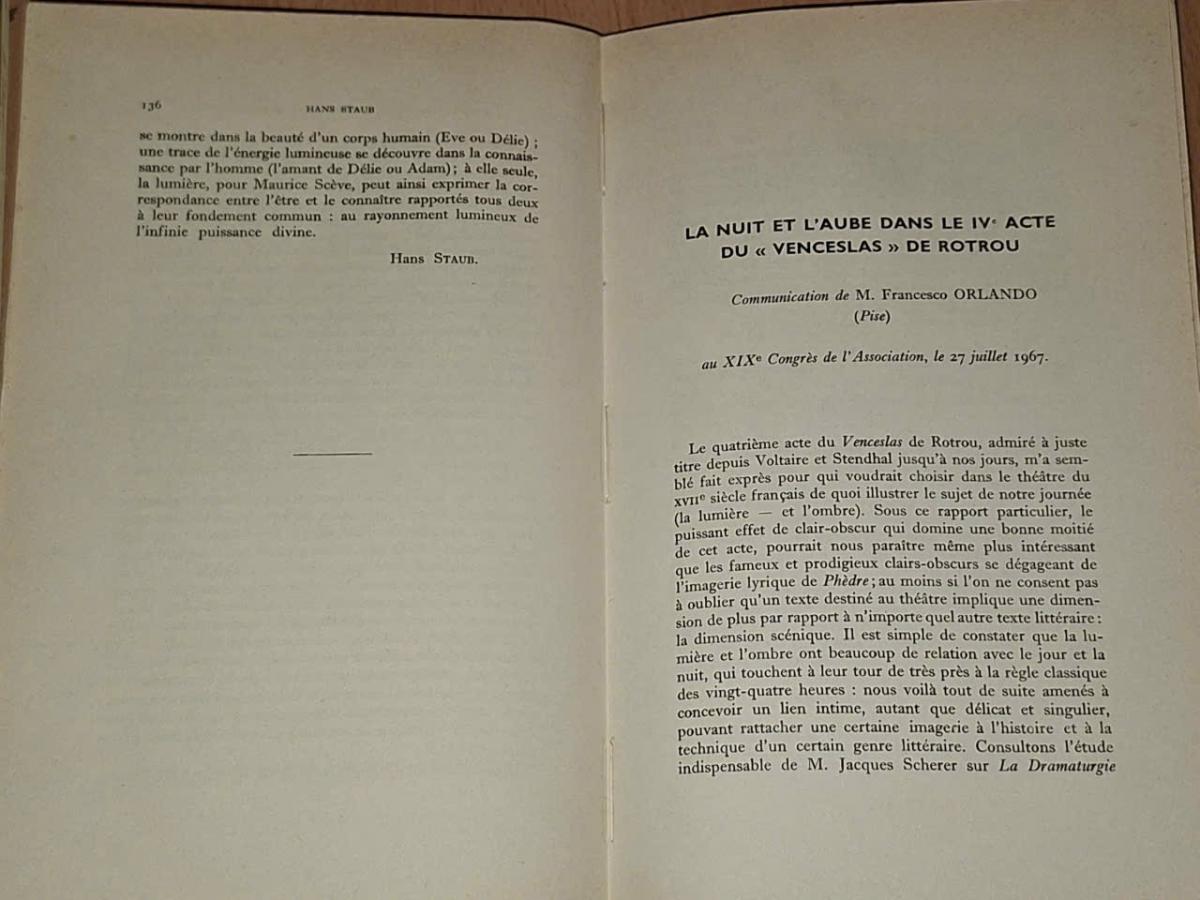 136
HANS STAUB
se montre dans la beauté d'un corps humain (Eve ou Délie) ;
une trace de l'énergie lumineuse se découvre dans la connais-
sance par l'homme (l'amant de Délie ou Adam) ; à elle seule,
la lumière, pour Maurice Scève, peut ainsi exprimer la cor-
respondance entre l'être et le connaître rapportés tous deux
à leur fondement commun : au rayonnement lumineux de
l'infinie puissance divine.
Hans STAUB.
LA NUIT ET L'AUBE DANS LE IVe ACTE
DU « VENCESLAS » DE ROTROU
Communication de M. Francesco ORLANDO
(Pise)
au XIXe Congrès de l'Association, le 27 juillet 1967.
Le quatrième acte du Venceslas de Rotrou, admiré à juste
titre depuis Voltaire et Stendhal jusqu'à nos jours, m'a sem-
blé fait exprès pour qui voudrait choisir dans le théâtre du
XVIIe siècle français de quoi illustrer le sujet de notre journée
(la lumière — et l'ombre). Sous ce rapport particulier, le
puissant effet de clair-obscur qui domine une bonne moitié
de cet acte, pourrait nous paraître même plus intéressant
que les fameux et prodigieux clairs-obscurs se dégageant de
l'imagerie lyrique de Phèdre ; au moins si l'on ne consent pas
à oublier qu'un texte destiné au théâtre implique une dimen-
sion de plus par rapport à n'importe quel autre texte littéraire :
la dimension scénique. Il est simple de constater que la lu-
mière et l'ombre ont beaucoup de relation avec le jour et la
nuit, qui touchent à leur tour de très près à la règle classique
des vingt-quatre heures : nous voilà tout de suite amenés à
concevoir un lien intime, autant que délicat et singulier,
pouvant rattacher une certaine imagerie à l'histoire et à la
technique d'un certain genre littéraire. Consultons l'étude
indispensable de M. Jacques Scherer sur La Dramaturgie